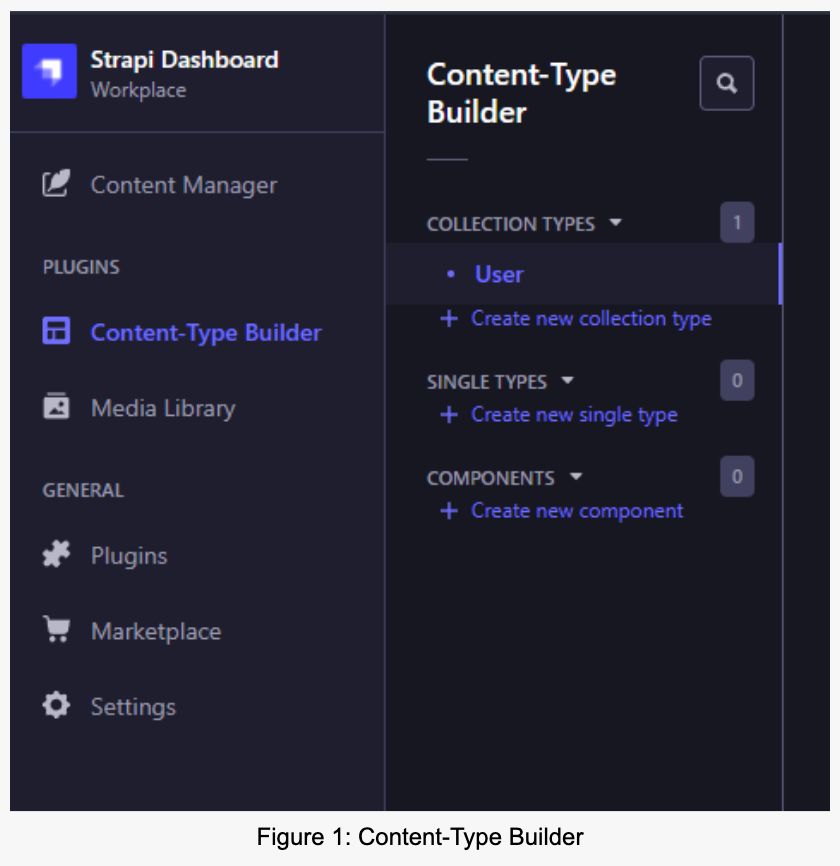 Strapi Dashboard
Workplace
Content Manager
PLUGINS
Content-Type Builder
Media Library
GENERAL
Plugins
Marketplace
Settings
Content-Type
Builder
COLLECTION TYPES
1
User
Create new collection type
SINGLE TYPES
0
Create new single type
COMPONENTS
0
Create new component
Figure 1: Content-Type Builder